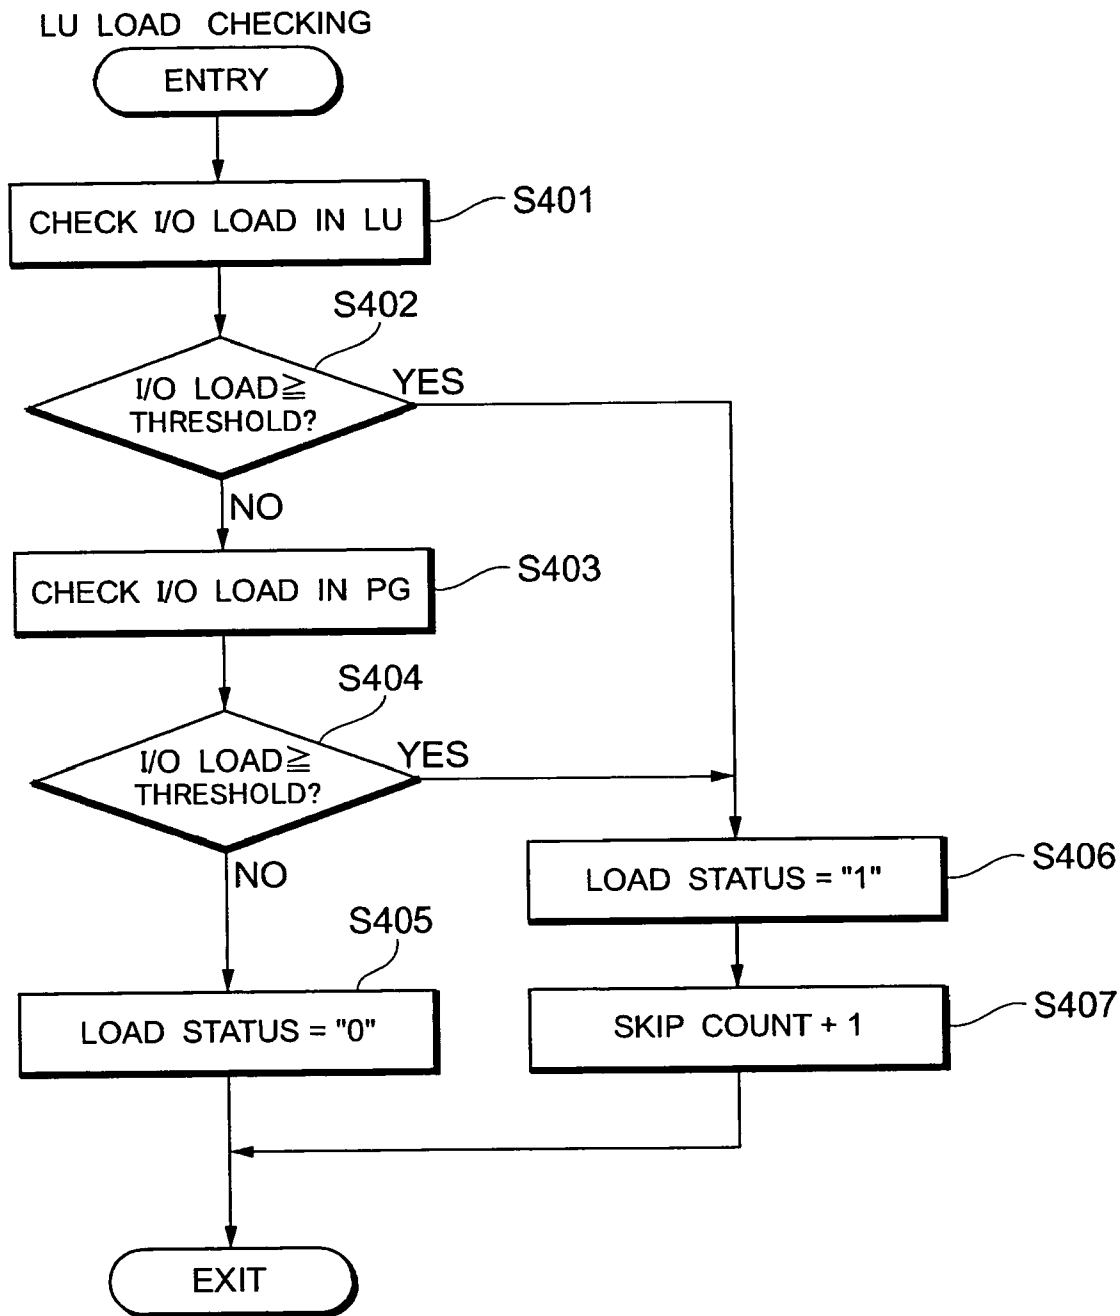 LU LOAD CHECKING
ENTRY
CHECK I/O LOAD IN LU
S401
S402
I/O LOAD≧
THRESHOLD?
YES
NO
CHECK I/O LOAD IN PG
S403
S404
I/O LOAD≧
THRESHOLD?
YES
NO
LOAD STATUS = "1"
S406
S405
LOAD STATUS = "0"
SKIP COUNT + 1
S407
EXIT